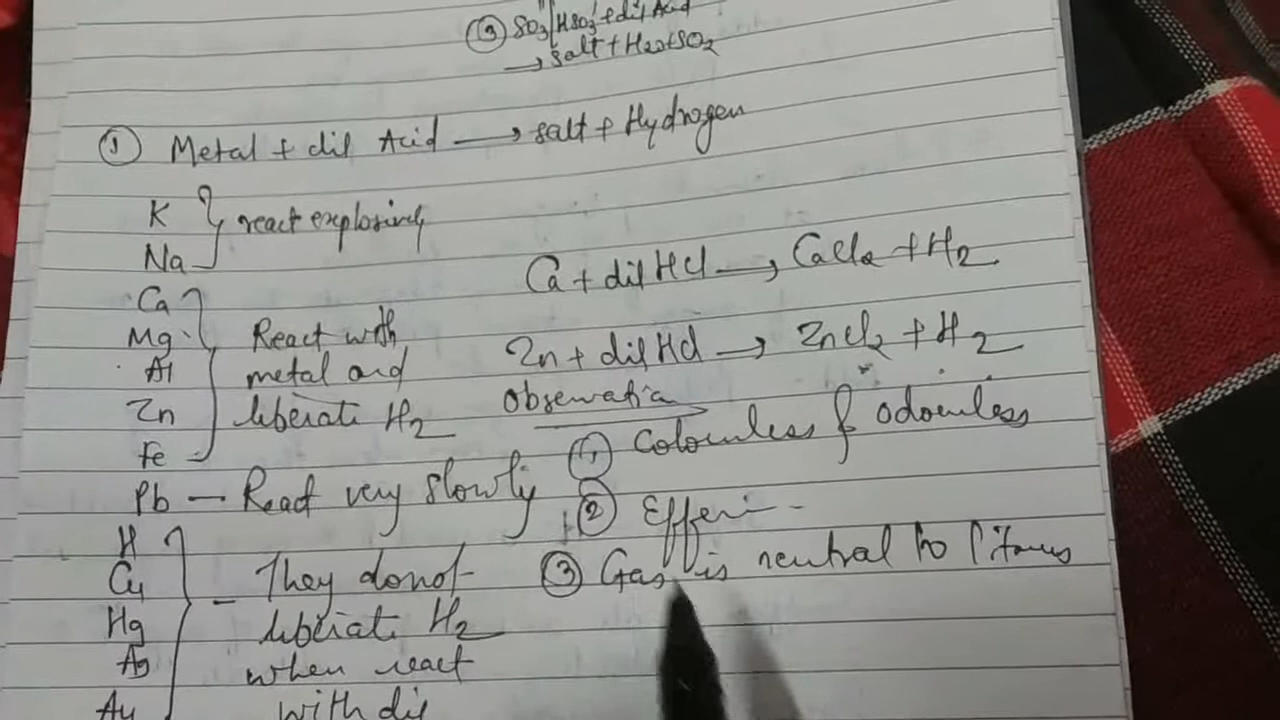 ③ SO3/HSO3 + dil Acid
→ salt + H2O + SO2
① Metal + dil Acid → salt + Hydrogen
K
Na
react explosively
Ca
Mg
Al
Zn
Fe
React with
metal and
liberate H2
Pb — React very slowly
H
Cu
Hg
Ag
Au
They do not
liberate H2
when react
with dil
Ca + dil HCl → CaCl2 + H2
Zn + dil HCl → ZnCl2 + H2
Observation
① Colourless & odourless
② Efferv -
③ Gas is neutral to litmus